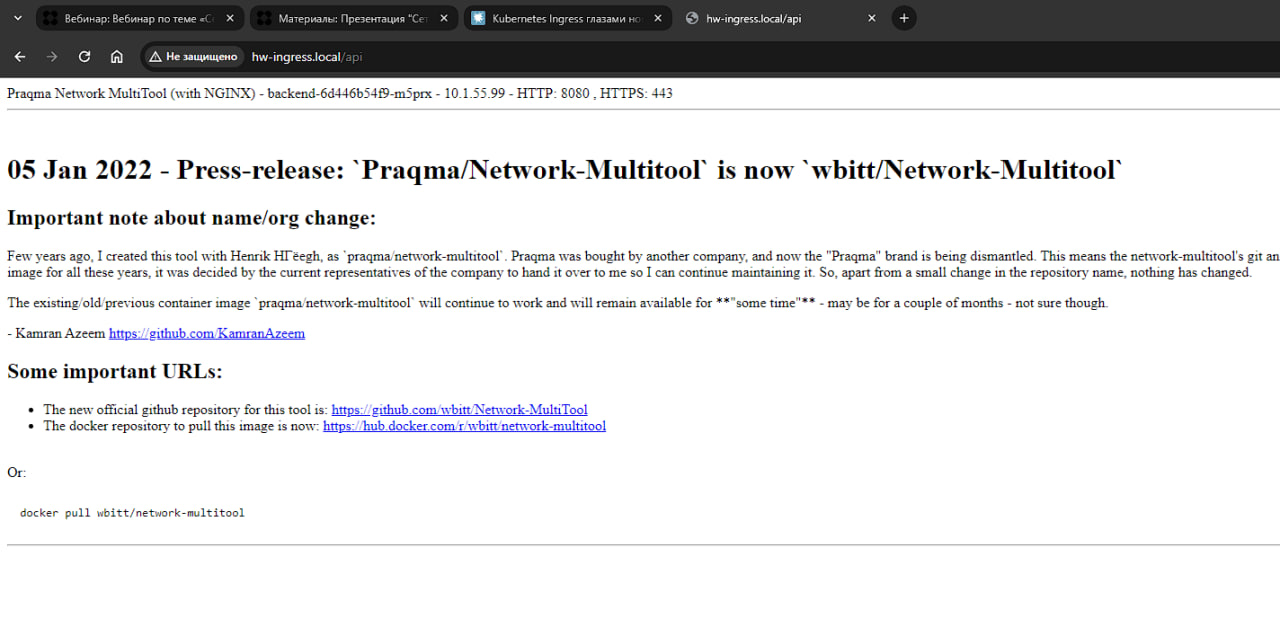 Вебинар: Вебинар по теме «Се
Материалы: Презентация "Сет
Kubernetes Ingress глазами но
hw-ingress.local/api
Не защищено
hw-ingress.local/api
Praqma Network MultiTool (with NGINX) - backend-6d446b54f9-m5prx - 10.1.55.99 - HTTP: 8080 , HTTPS: 443
05 Jan 2022 - Press-release: `Praqma/Network-Multitool` is now `wbitt/Network-Multitool`
Important note about name/org change:
Few years ago, I created this tool with Henrik HГёegh, as `praqma/network-multitool`. Praqma was bought by another company, and now the "Praqma" brand is being dismantled. This means the network-multitool's git an
image for all these years, it was decided by the current representatives of the company to hand it over to me so I can continue maintaining it. So, apart from a small change in the repository name, nothing has changed.
The existing/old/previous container image `praqma/network-multitool` will continue to work and will remain available for **"some time"** - may be for a couple of months - not sure though.
- Kamran Azeem https://github.com/KamranAzeem
Some important URLs:
• The new official github repository for this tool is: https://github.com/wbitt/Network-MultiTool
• The docker repository to pull this image is now: https://hub.docker.com/r/wbitt/network-multitool
Or:
docker pull wbitt/network-multitool